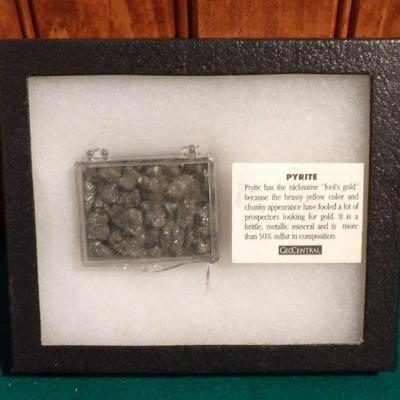 PYRITE
Pryite has the nickname "fool's gold"
because the brassy yellow color and
chunky appearance have fooled a lot of
prospectors looking for gold. It is a
brittle, metallic mineral and is more
than 50% sulfur in composition.
GEOCENTRAL